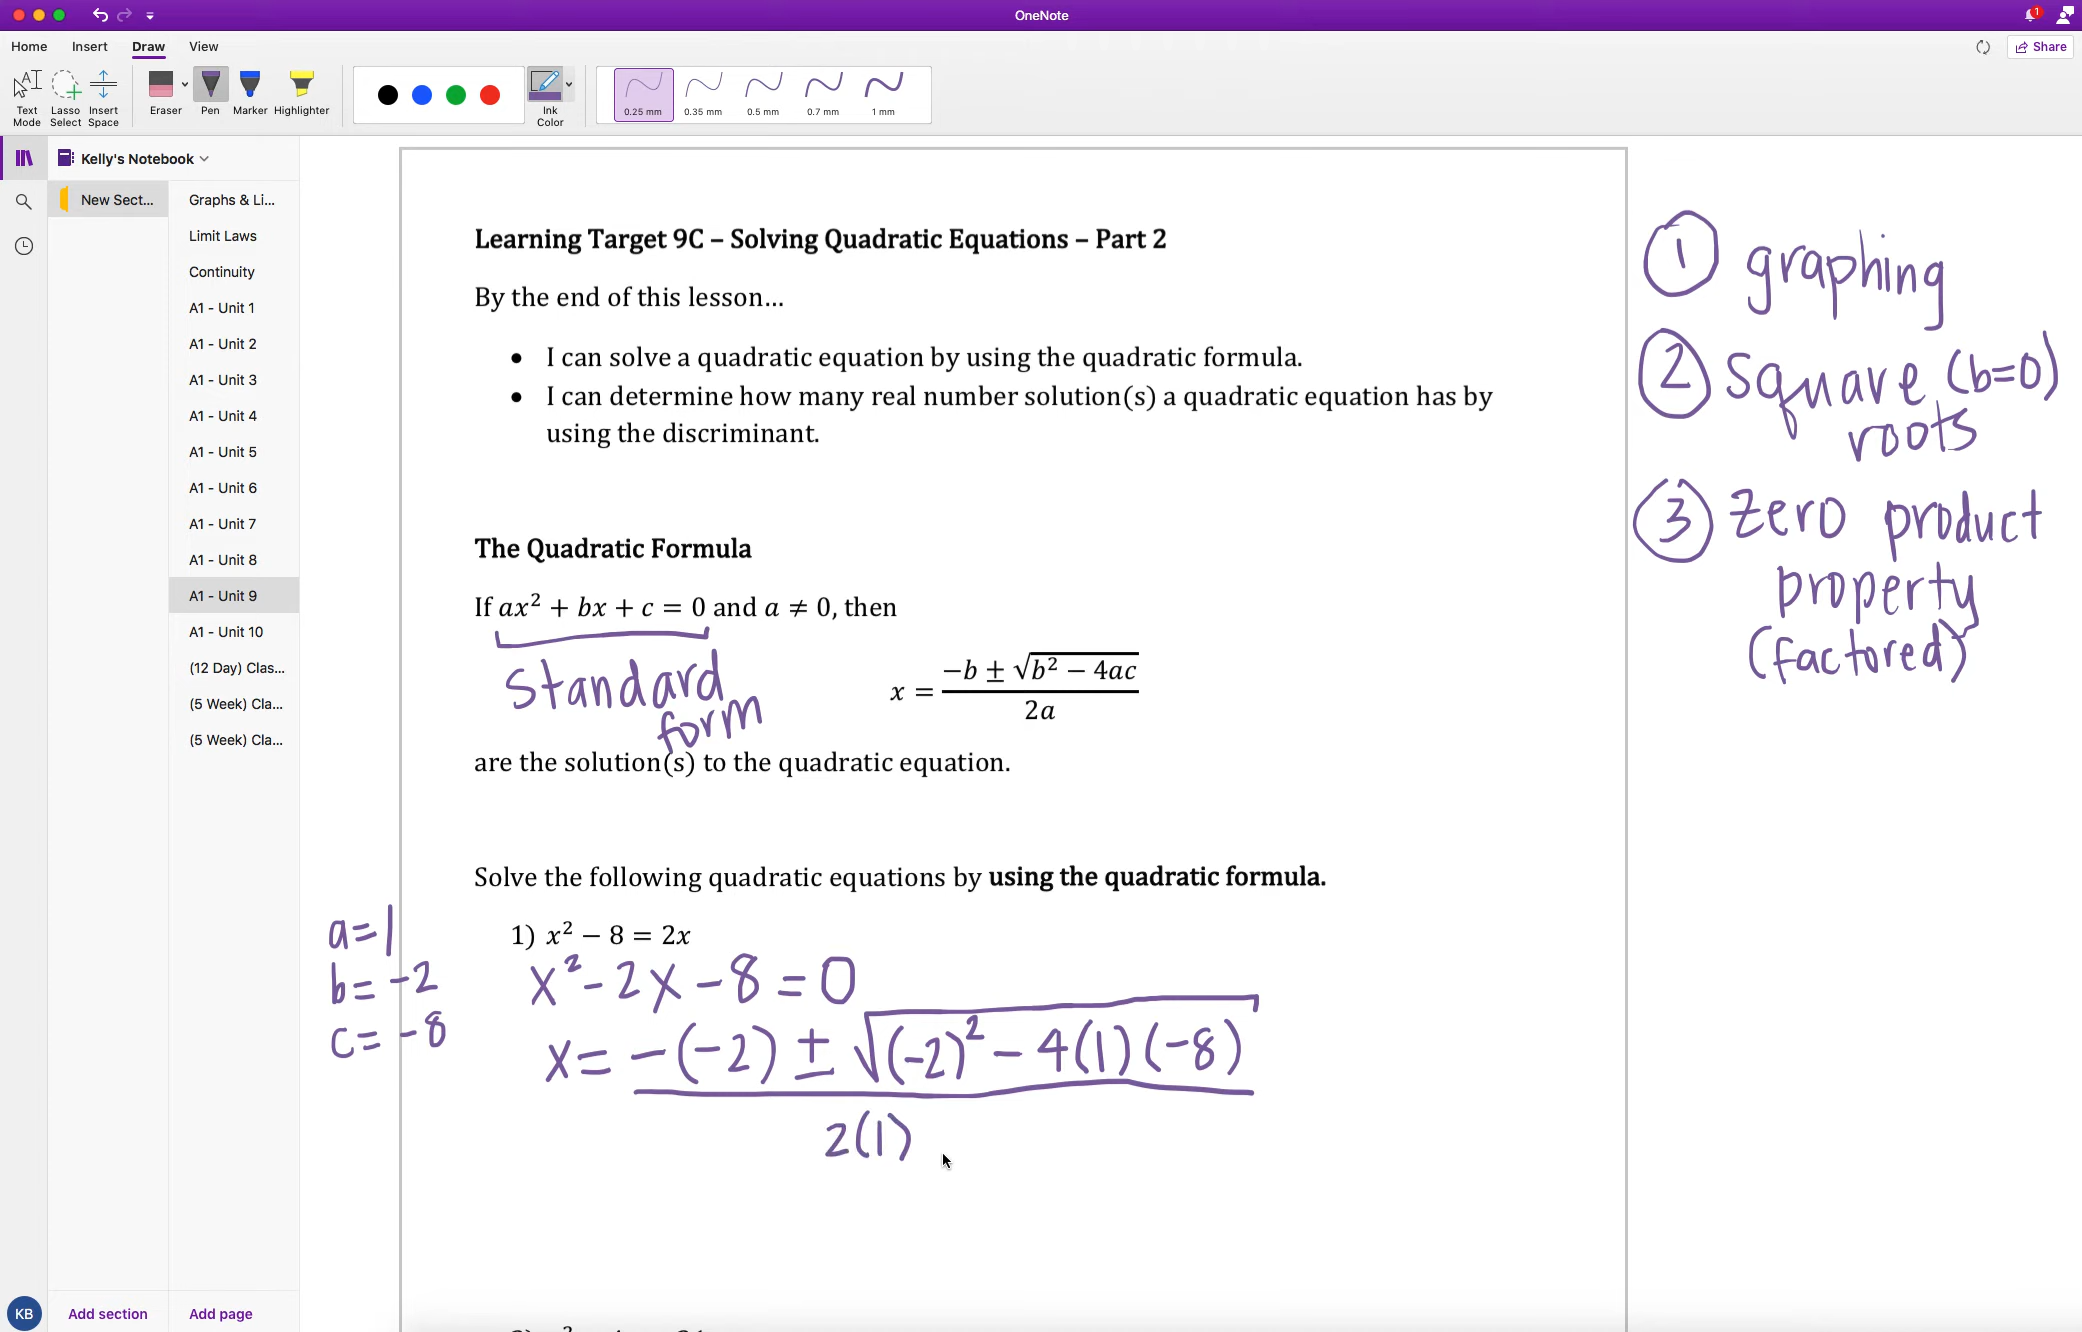 OneNote
1
Home Insert Draw View
Share
Text Mode
Lasso Select
Insert Space
Eraser
Pen
Marker
Highlighter
Ink Color
0.25 mm
0.35 mm
0.5 mm
0.7 mm
1 mm
Kelly's Notebook
New Sect...
Graphs & Li...
Limit Laws
Continuity
A1 - Unit 1
A1 - Unit 2
A1 - Unit 3
A1 - Unit 4
A1 - Unit 5
A1 - Unit 6
A1 - Unit 7
A1 - Unit 8
A1 - Unit 9
A1 - Unit 10
(12 Day) Clas...
(5 Week) Cla...
(5 Week) Cla...
KB
Add section
Add page
Learning Target 9C – Solving Quadratic Equations – Part 2
By the end of this lesson...
• I can solve a quadratic equation by using the quadratic formula.
• I can determine how many real number solution(s) a quadratic equation has by
using the discriminant.
The Quadratic Formula
If ax² + bx + c = 0 and a ≠ 0, then
standard
form
x = (−b ± √(b² − 4ac)) / 2a
are the solution(s) to the quadratic equation.
Solve the following quadratic equations by using the quadratic formula.
1) x² − 8 = 2x
a=1
b=-2
c=-8
x²-2x-8=0
x= -(-2) ± √(-2)²-4(1)(-8)
2(1)
① graphing
② square (b=0)
roots
③ zero product
property
(factored)